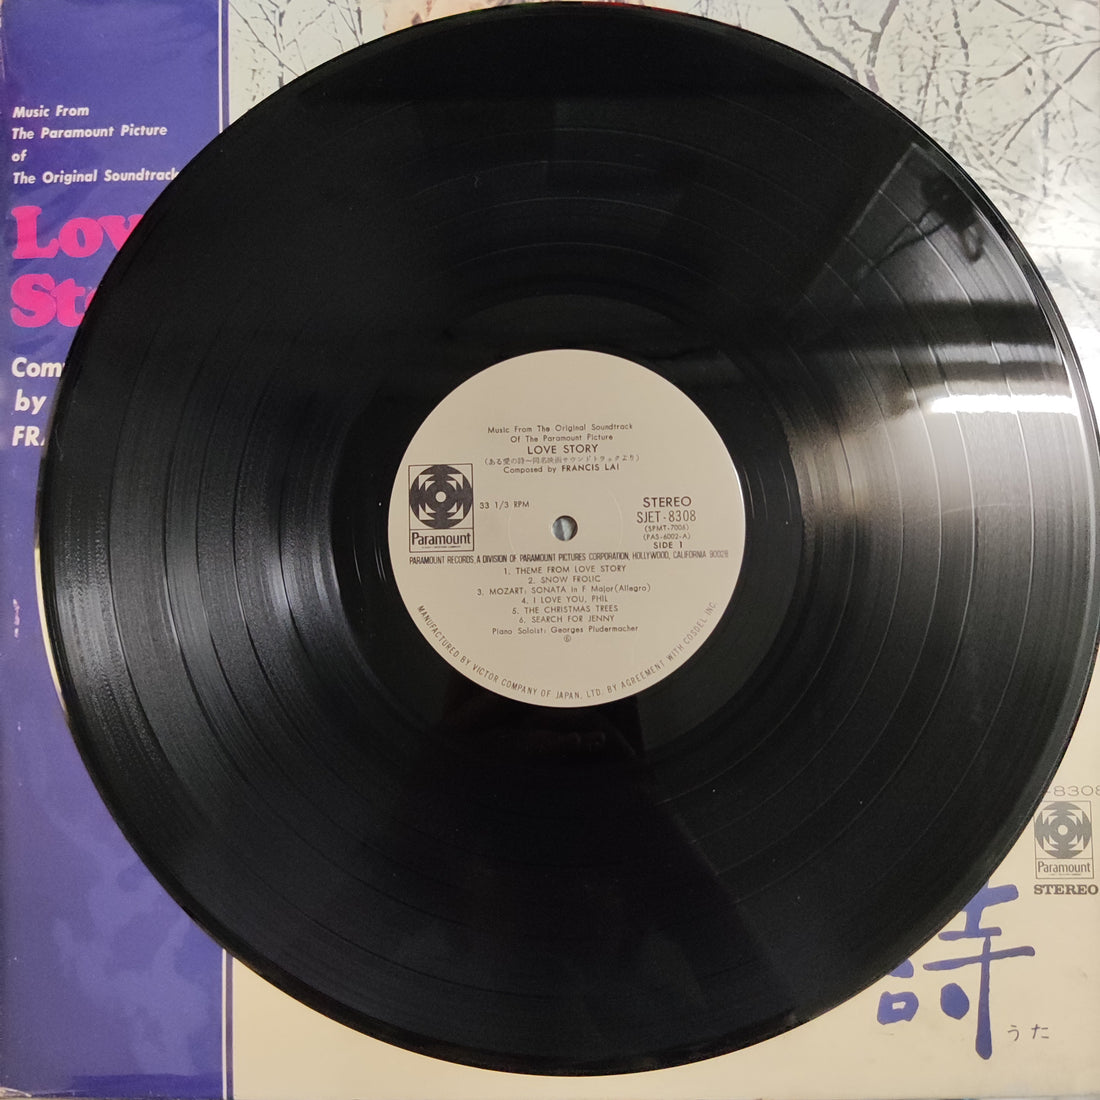 Music From
The Paramount Picture
of
The Original Soundtrack
Lov
St
Com
by
FRA
Music From The Original Soundtrack
Of The Paramount Picture
LOVE STORY
(ある愛の詩〜同名映画サウンドトラックより)
Composed by FRANCIS LAI
Paramount
33 1/3 RPM
STEREO
SJET-8308
(SPMT-7006)
(PAS-6002-A)
SIDE 1
PARAMOUNT RECORDS, A DIVISION OF PARAMOUNT PICTURES CORPORATION, HOLLYWOOD, CALIFORNIA 90028
1. THEME FROM LOVE STORY
2. SNOW FROLIC
3. MOZART: SONATA in F Major (Allegro)
4. I LOVE YOU, PHIL
5. THE CHRISTMAS TREES
6. SEARCH FOR JENNY
Piano Soloist: Georges Pludermacher
MANUFACTURED BY VICTOR COMPANY OF JAPAN, LTD. BY AGREEMENT WITH COSDEL INC.
-8308
Paramount
STEREO
詩
うた